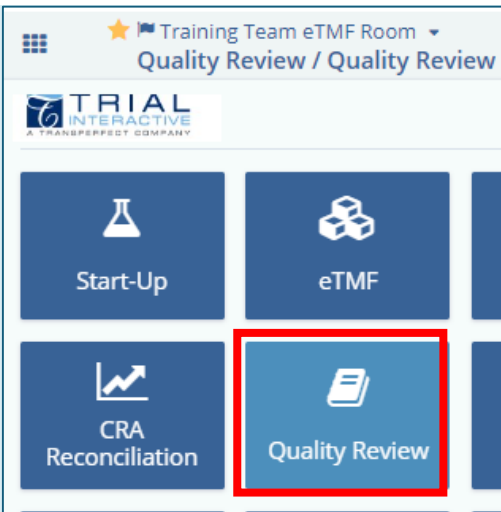 Training Team eTMF Room
Quality Review / Quality Review
TRIAL
INTERACTIVE
A TRANSPERFECT COMPANY
Start-Up
eTMF
CRA
Reconciliation
Quality Review